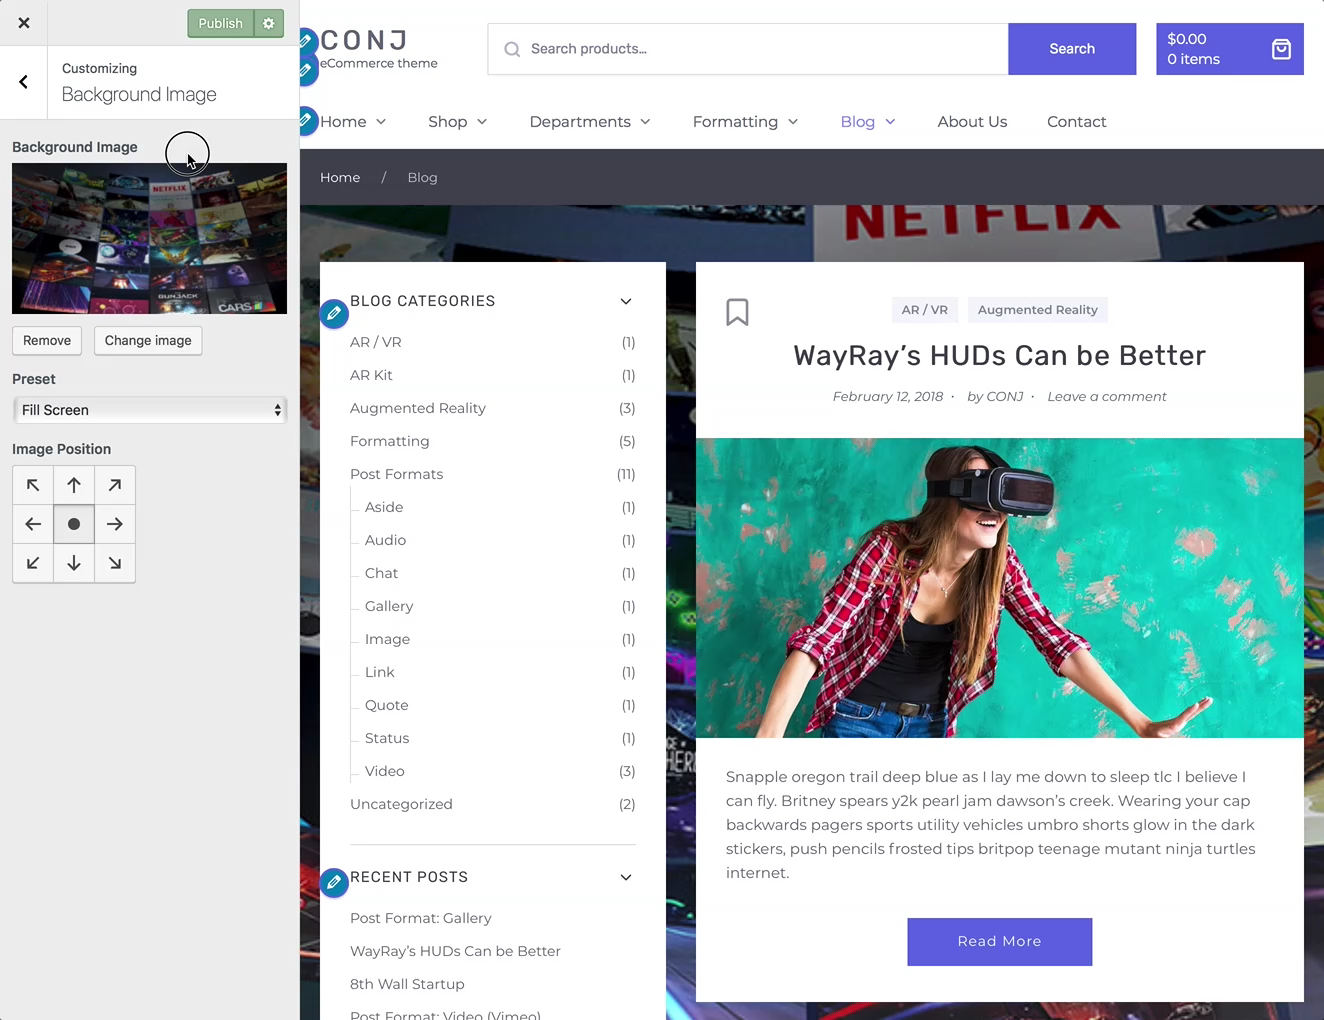 Publish
Customizing
Background Image
Background Image
NETFLIX
GUNJACK
CARS
Remove
Change image
Preset
Fill Screen
Image Position
CONJ
eCommerce theme
Search products...
Search
$0.00
0 items
Home
Shop
Departments
Formatting
Blog
About Us
Contact
Home / Blog
NETFLIX
BLOG CATEGORIES
AR / VR (1)
AR Kit (1)
Augmented Reality (3)
Formatting (5)
Post Formats (11)
Aside (1)
Audio (1)
Chat (1)
Gallery (1)
Image (1)
Link (1)
Quote (1)
Status (1)
Video (3)
Uncategorized (2)
RECENT POSTS
Post Format: Gallery
WayRay’s HUDs Can be Better
8th Wall Startup
Post Format: Video (Vimeo)
AR / VR
Augmented Reality
WayRay’s HUDs Can be Better
February 12, 2018 · by CONJ · Leave a comment
Snapple oregon trail deep blue as I lay me down to sleep tlc I believe I
can fly. Britney spears y2k pearl jam dawson’s creek. Wearing your cap
backwards pagers sports utility vehicles umbro shorts glow in the dark
stickers, push pencils frosted tips britpop teenage mutant ninja turtles
internet.
Read More